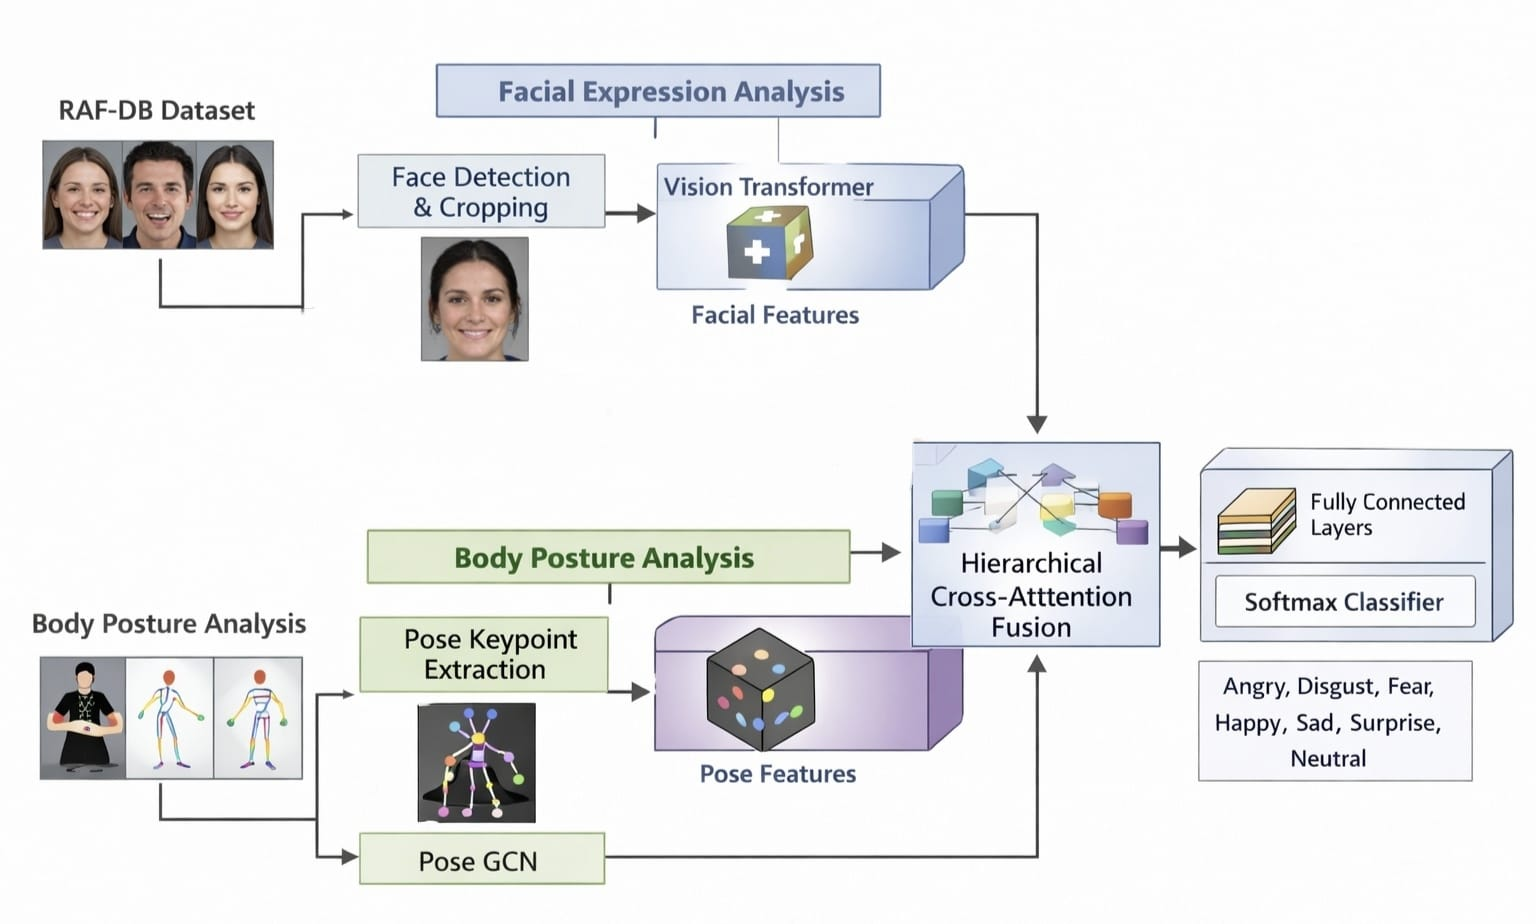 Facial Expression Analysis
RAF-DB Dataset
Face Detection
& Cropping
Vision Transformer
Facial Features
Body Posture Analysis
Body Posture Analysis
Pose Keypoint
Extraction
Pose Features
Pose GCN
Hierarchical
Cross-Atttention
Fusion
Fully Connected
Layers
Softmax Classifier
Angry, Disgust, Fear,
Happy, Sad, Surprise,
Neutral